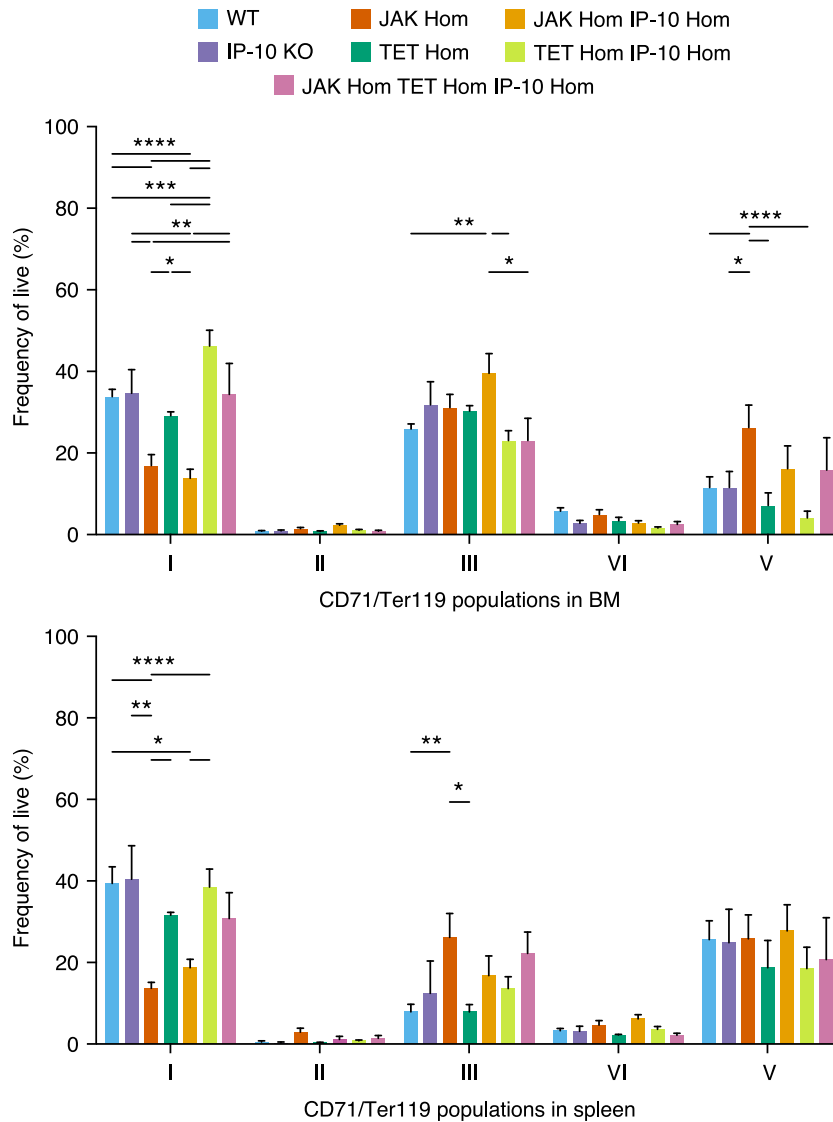 WT JAK Hom JAK Hom IP-10 Hom
IP-10 KO TET Hom TET Hom IP-10 Hom
JAK Hom TET Hom IP-10 Hom
100
80
60
40
20
0
Frequency of live (%)
****
***
**
*
**
*
****
*
I II III VI V
CD71/Ter119 populations in BM
100
80
60
40
20
0
Frequency of live (%)
****
**
*
**
*
I II III VI V
CD71/Ter119 populations in spleen